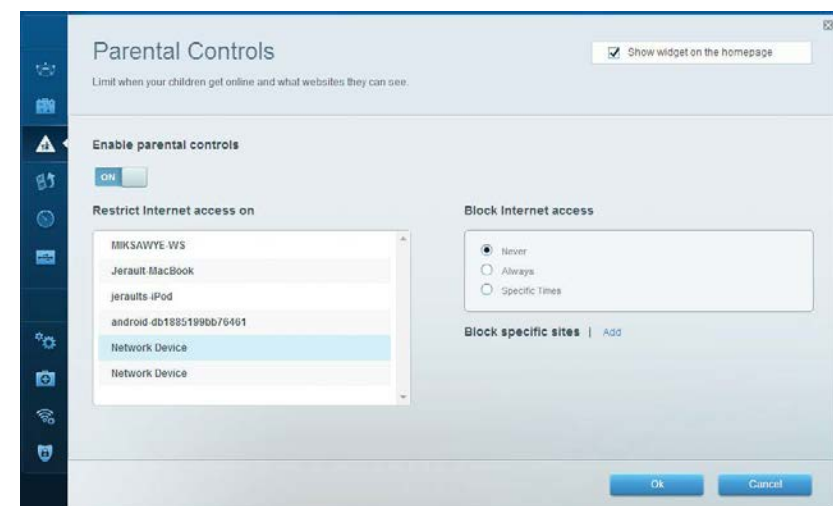 Parental Controls
Show widget on the homepage
Limit when your children get online and what websites they can see.
Enable parental controls
ON
Restrict Internet access on
Block Internet access
MIKSAWYE-WS
Jerault-MacBook
jeraults-iPod
android-db1885199bb76461
Network Device
Network Device
Never
Always
Specific Times
Block specific sites | Add
Ok
Cancel